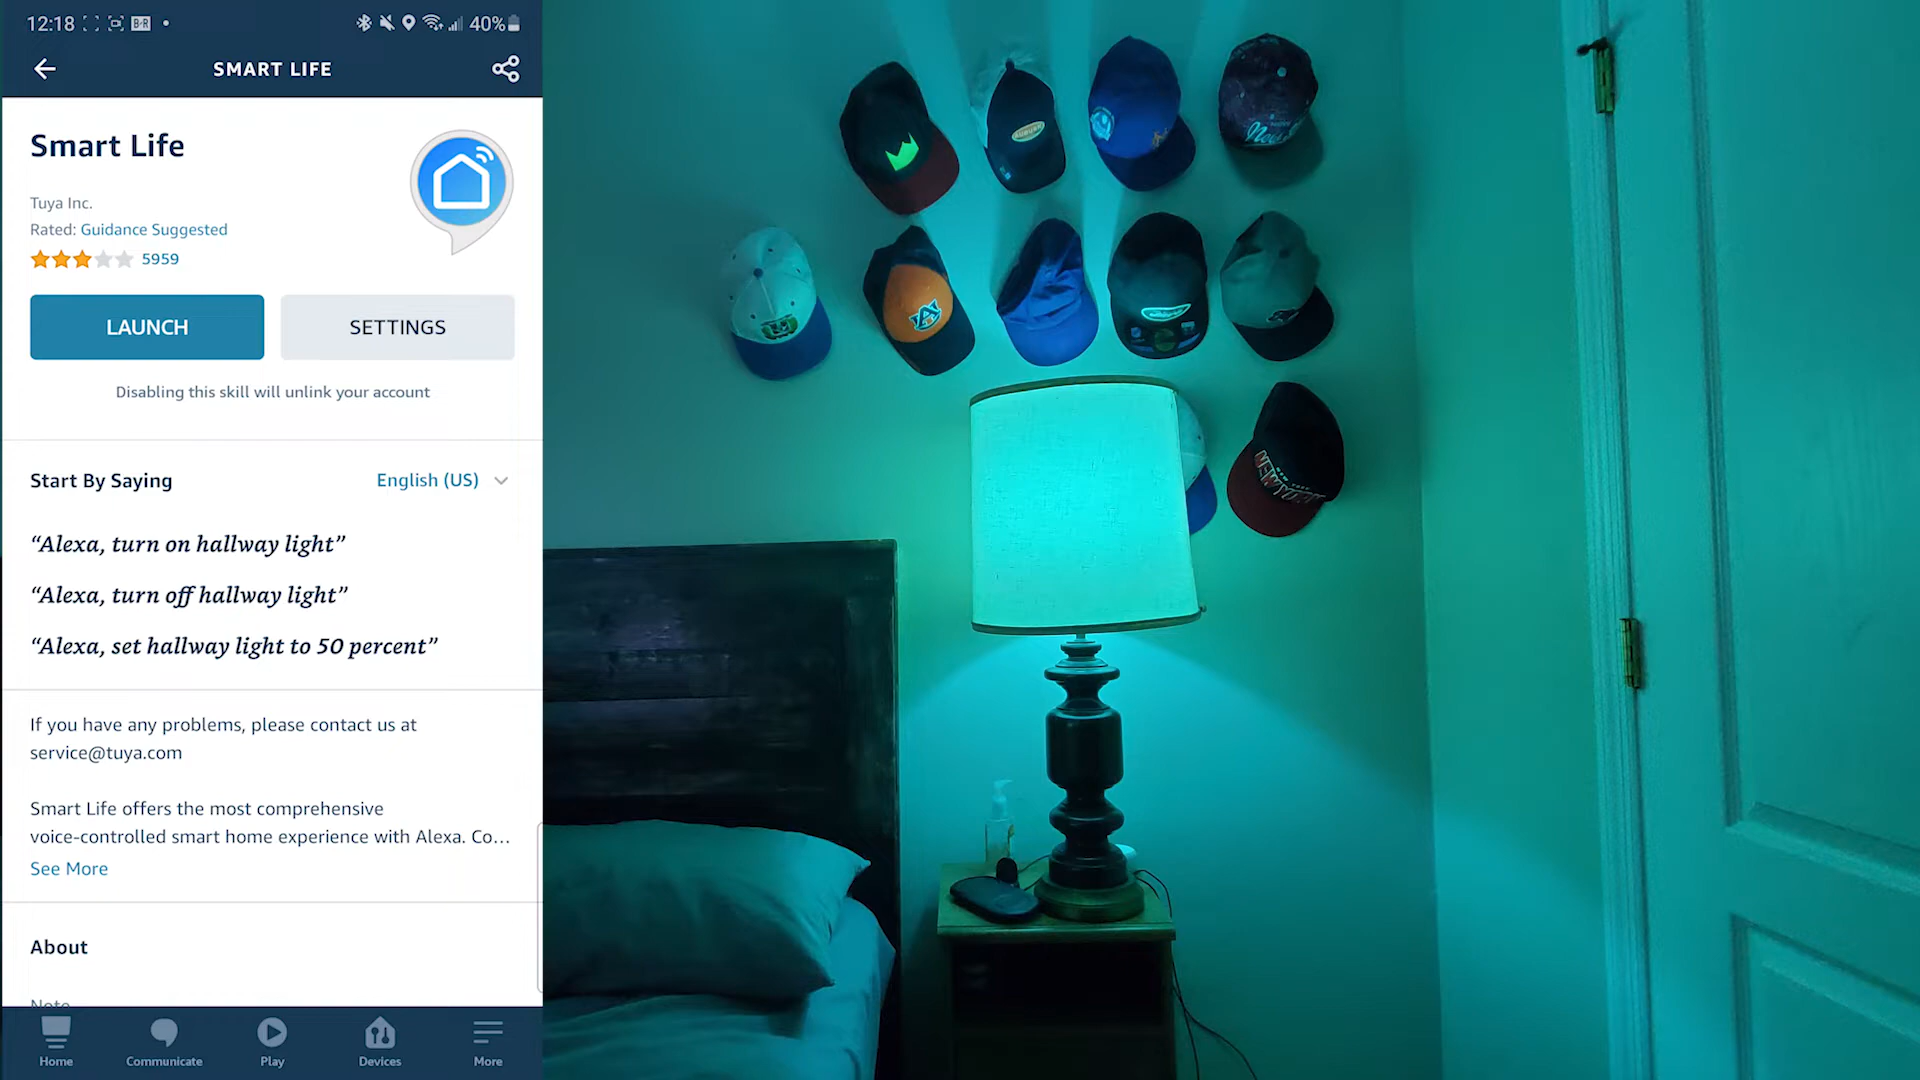 12:18
40%
SMART LIFE
Smart Life
Tuya Inc.
Rated: Guidance Suggested
5959
LAUNCH
SETTINGS
Disabling this skill will unlink your account
Start By Saying
English (US)
“Alexa, turn on hallway light”
“Alexa, turn off hallway light”
“Alexa, set hallway light to 50 percent”
If you have any problems, please contact us at
service@tuya.com
Smart Life offers the most comprehensive
voice-controlled smart home experience with Alexa. Co...
See More
About
Note
Home
Communicate
Play
Devices
More